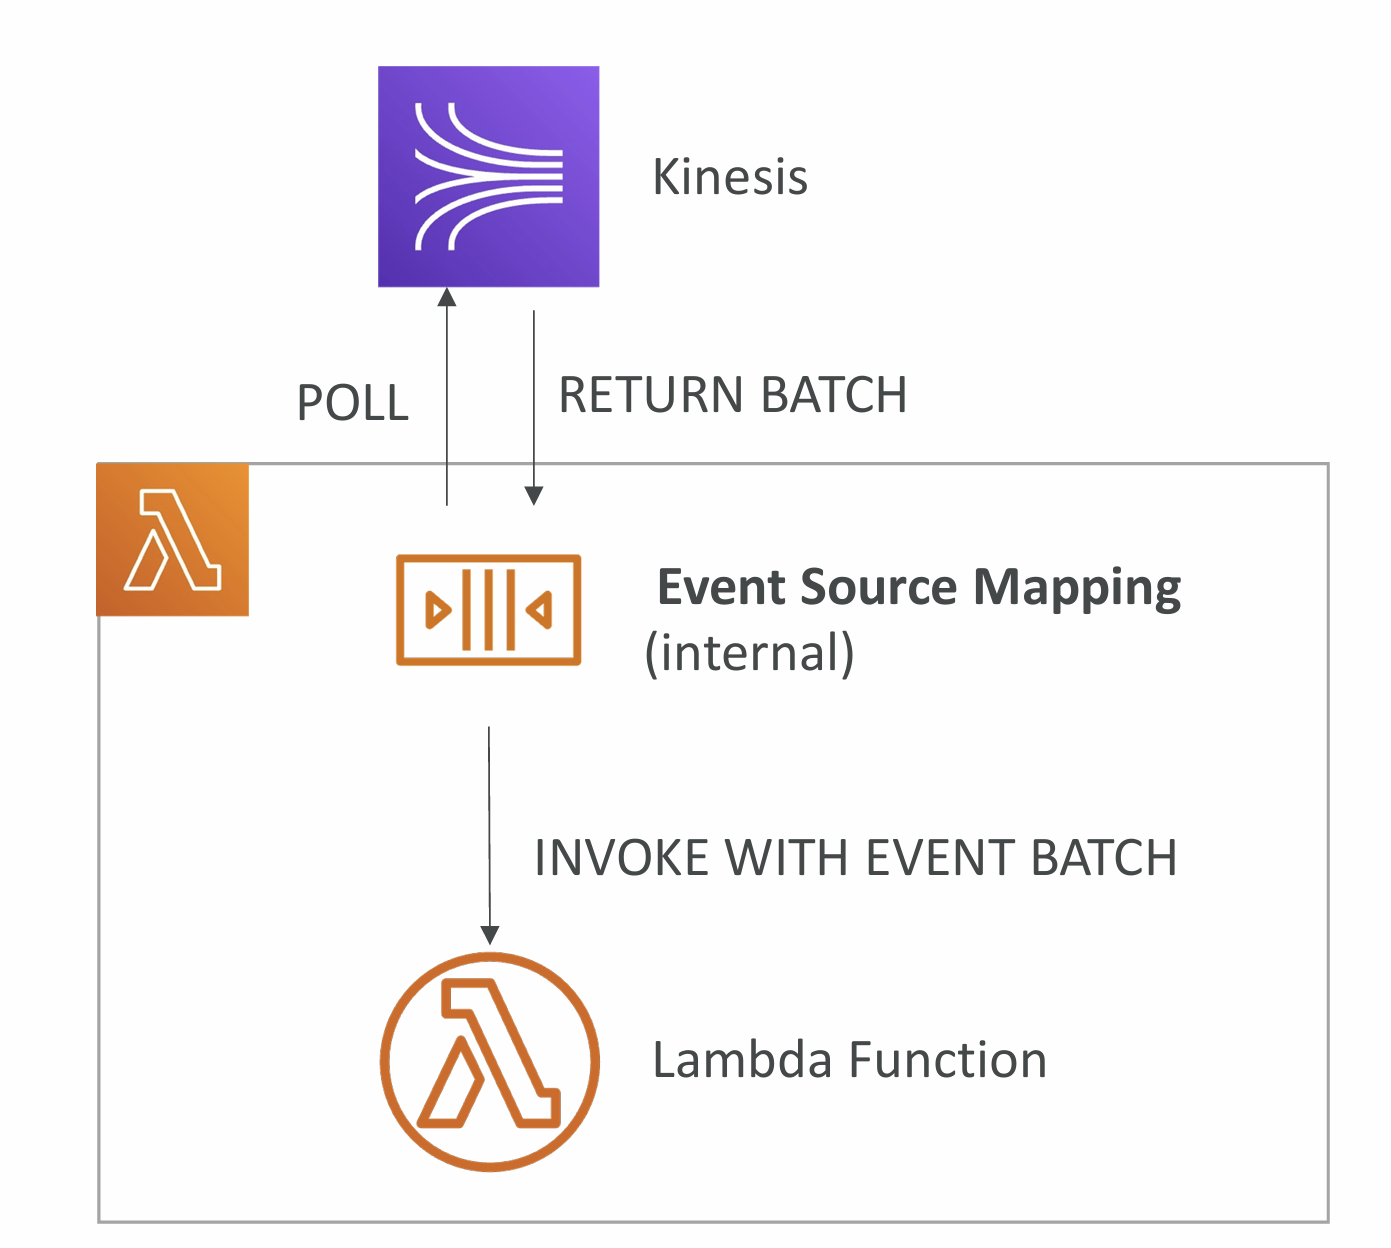 Kinesis
POLL
RETURN BATCH
Event Source Mapping
(internal)
INVOKE WITH EVENT BATCH
Lambda Function